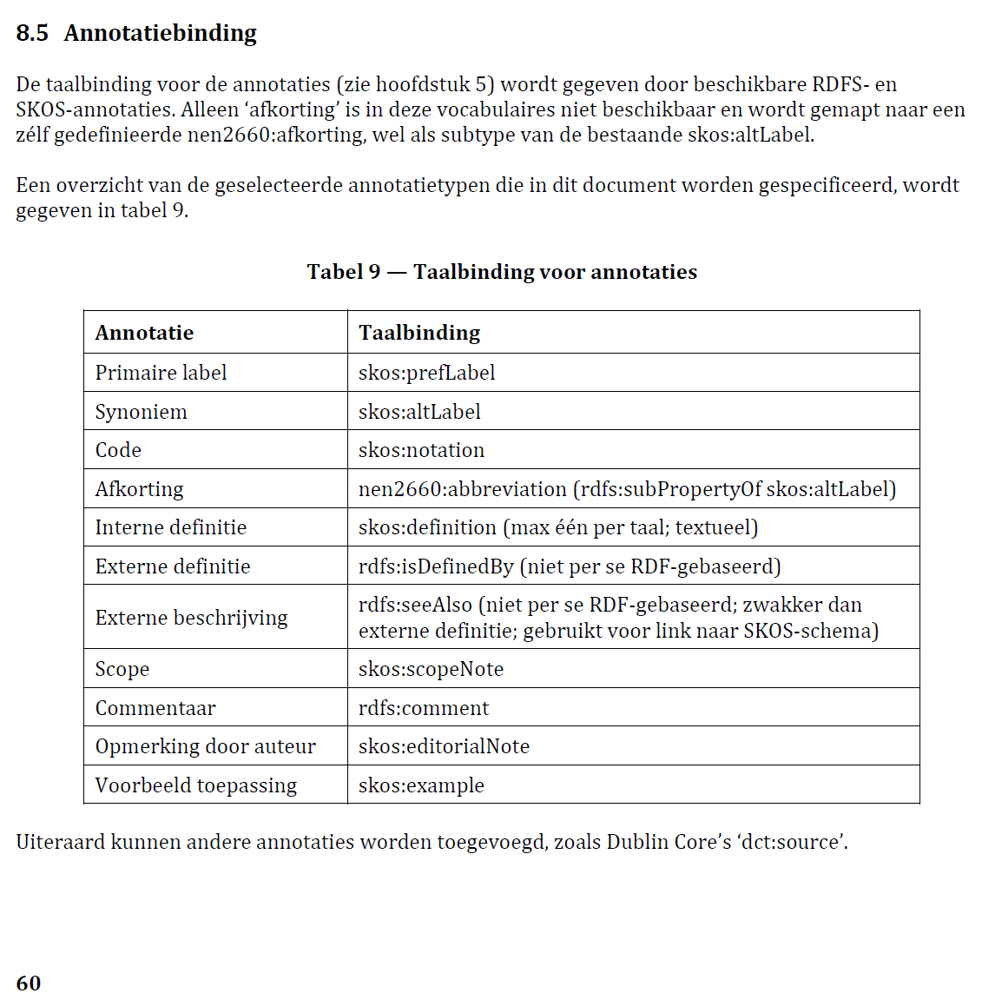 8.5 Annotatiebinding
De taalbinding voor de annotaties (zie hoofdstuk 5) wordt gegeven door beschikbare RDFS- en
SKOS-annotaties. Alleen ‘afkorting’ is in deze vocabulaires niet beschikbaar en wordt gemapt naar een
zélf gedefinieerde nen2660:afkorting, wel als subtype van de bestaande skos:altLabel.
Een overzicht van de geselecteerde annotatietypen die in dit document worden gespecificeerd, wordt
gegeven in tabel 9.
Tabel 9 — Taalbinding voor annotaties
Annotatie Taalbinding
Primaire label skos:prefLabel
Synoniem skos:altLabel
Code skos:notation
Afkorting nen2660:abbreviation (rdfs:subPropertyOf skos:altLabel)
Interne definitie skos:definition (max één per taal; textueel)
Externe definitie rdfs:isDefinedBy (niet per se RDF-gebaseerd)
Externe beschrijving rdfs:seeAlso (niet per se RDF-gebaseerd; zwakker dan
externe definitie; gebruikt voor link naar SKOS-schema)
Scope skos:scopeNote
Commentaar rdfs:comment
Opmerking door auteur skos:editorialNote
Voorbeeld toepassing skos:example
Uiteraard kunnen andere annotaties worden toegevoegd, zoals Dublin Core’s ‘dct:source’.
60